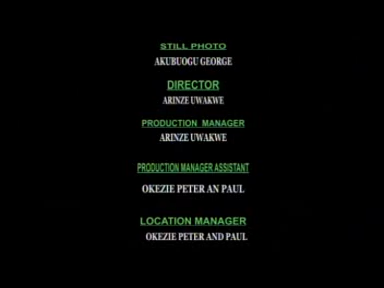 STILL PHOTO
AKUBUOGU GEORGE
DIRECTOR
ARINZE UWAKWE
PRODUCTION MANAGER
ARINZE UWAKWE
PRODUCTION MANAGER ASSISTANT
OKEZIE PETER AN PAUL
LOCATION MANAGER
OKEZIE PETER AND PAUL